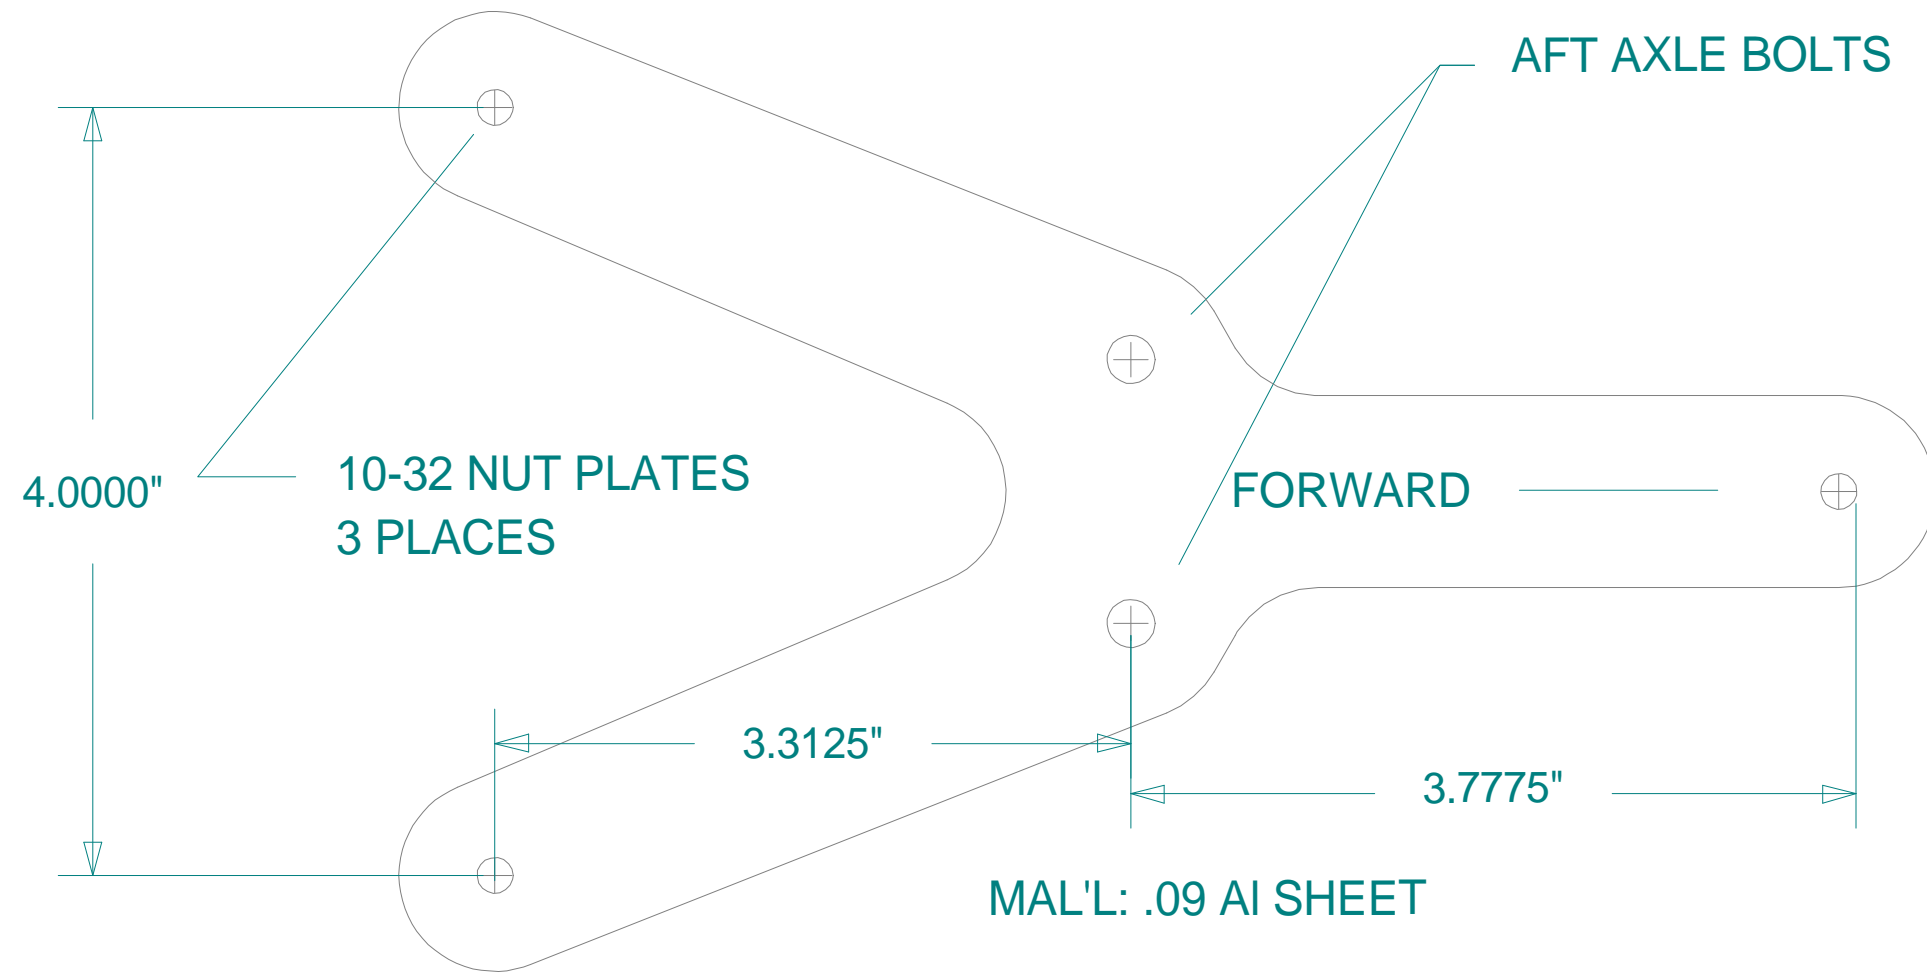 AFT AXLE BOLTS
10-32 NUT PLATES
3 PLACES
4.0000"
FORWARD
3.3125"
3.7775"
MAL'L: .09 Al SHEET